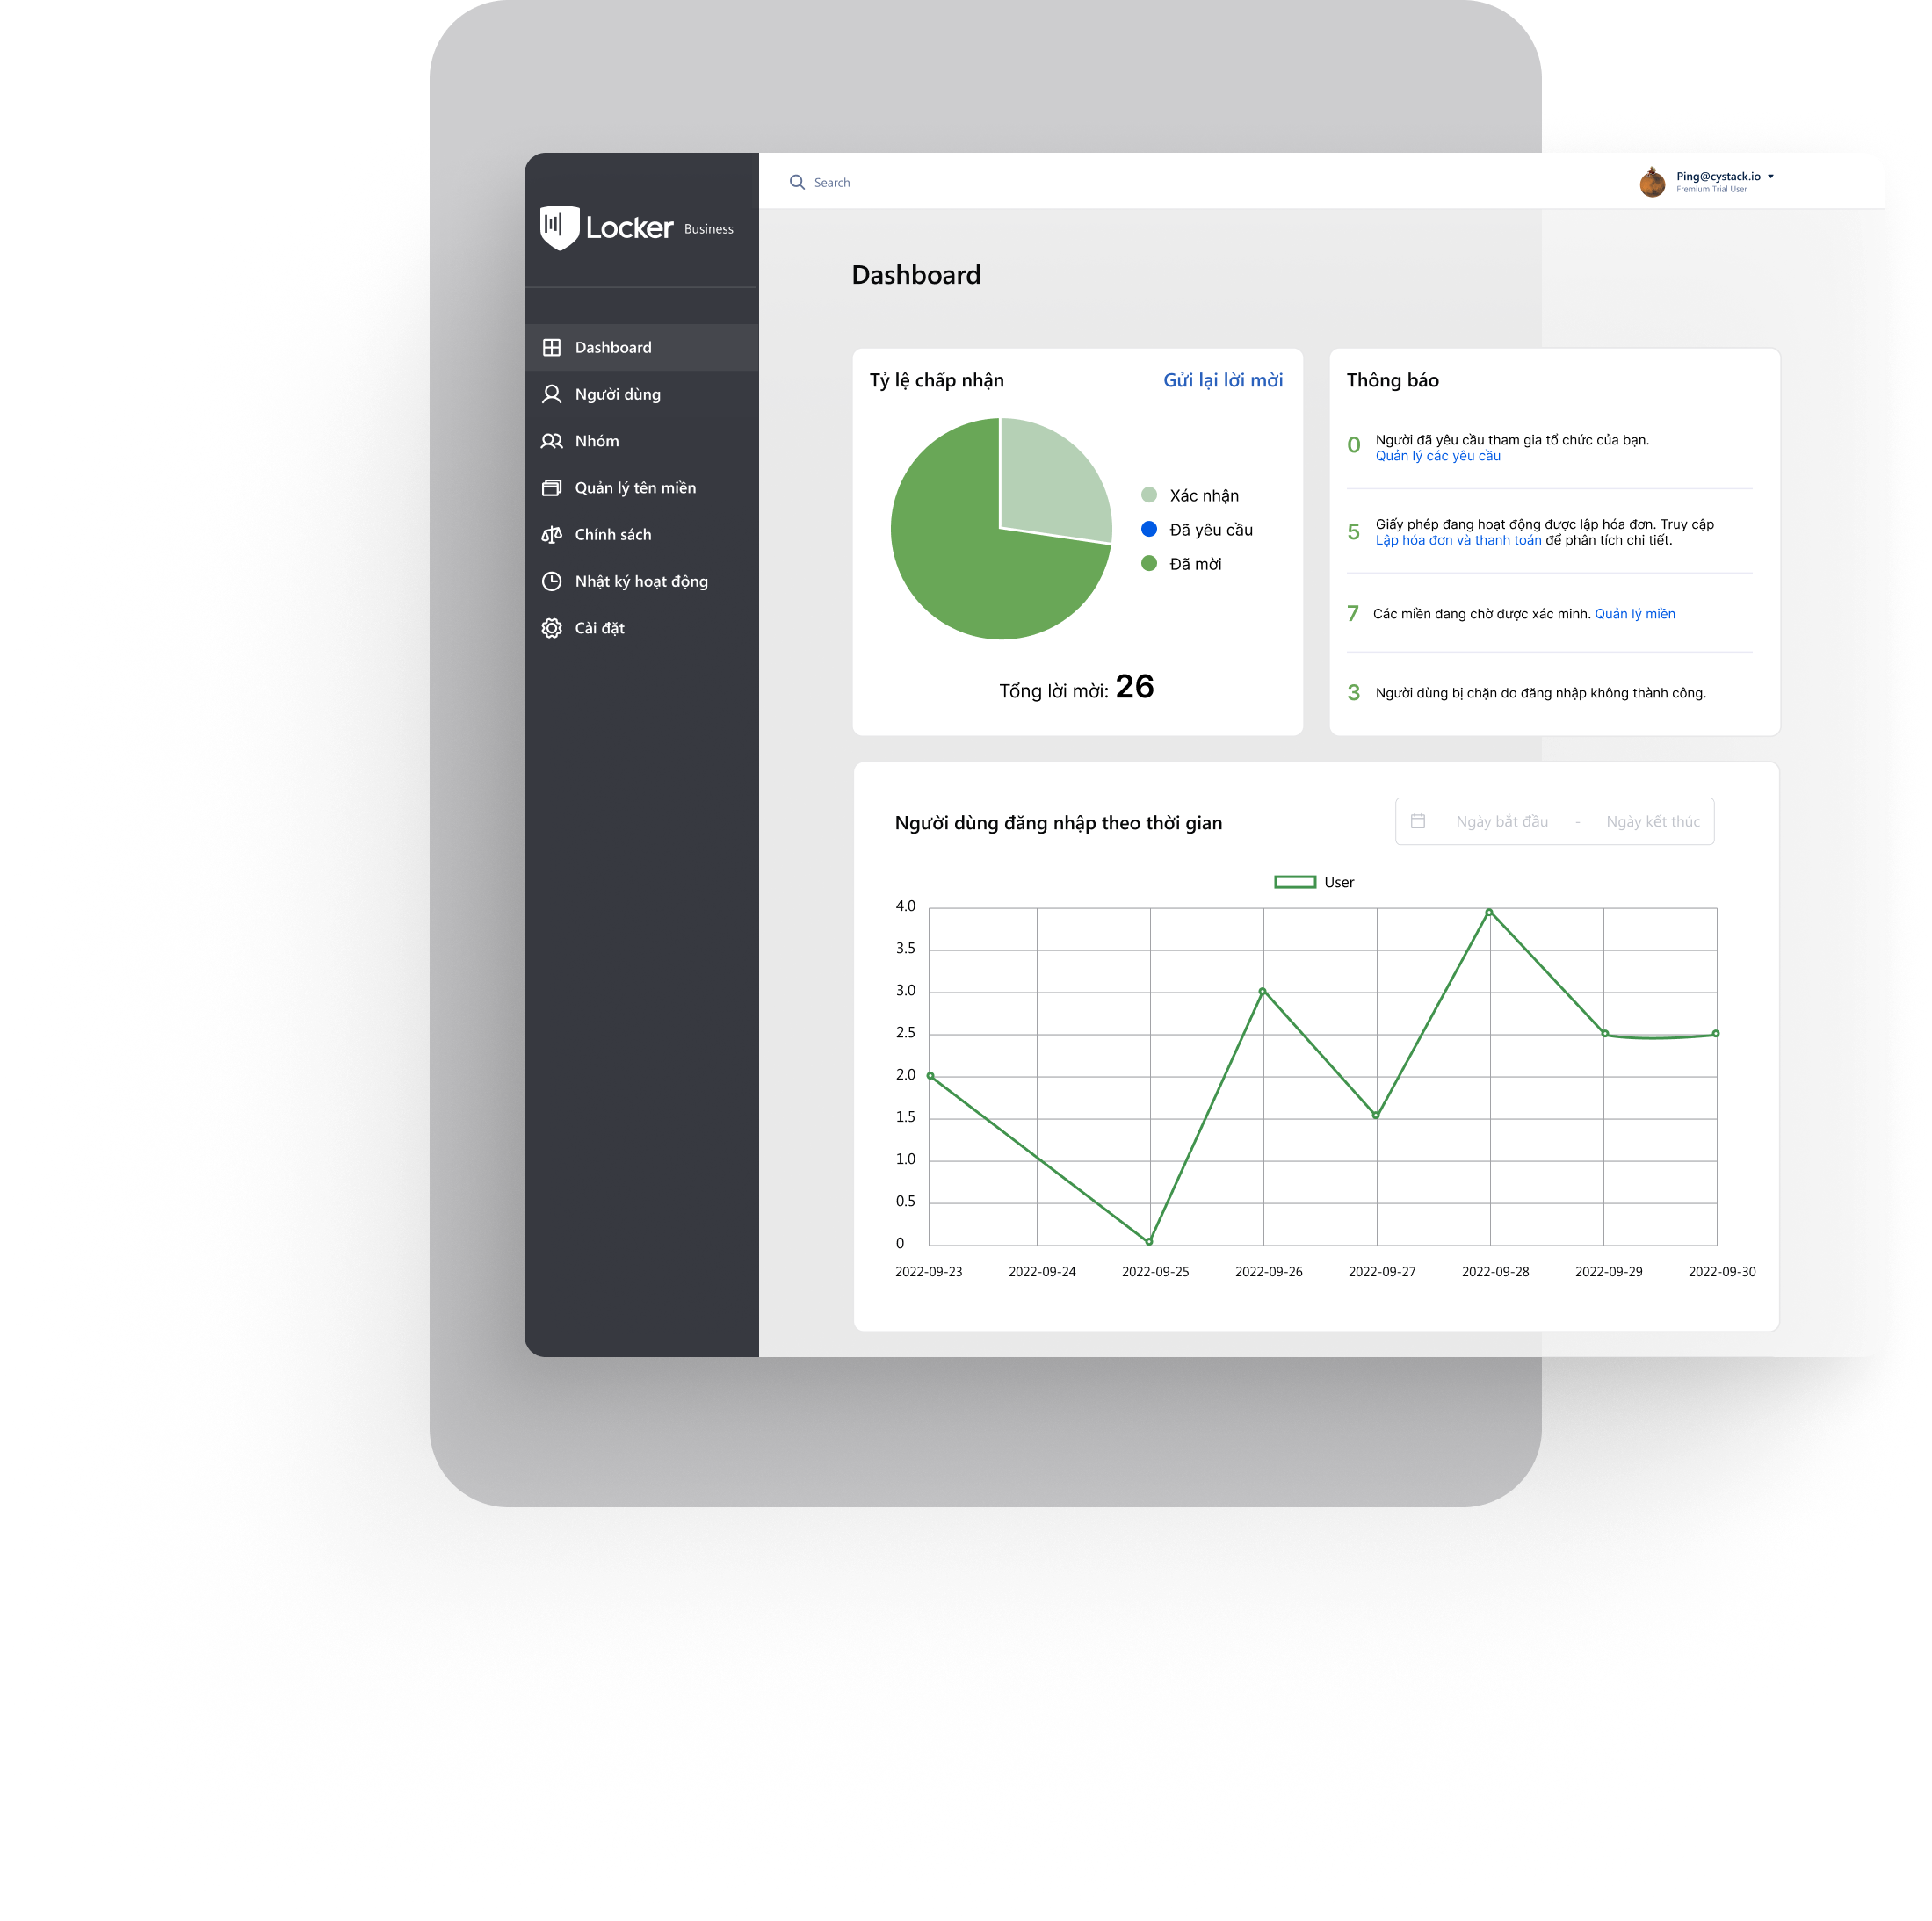 Locker Business
Search
Ping@cystack.io
Fremium Trial User
Dashboard
Người dùng
Nhóm
Quản lý tên miền
Chính sách
Nhật ký hoạt động
Cài đặt
Dashboard
Tỷ lệ chấp nhận
Gửi lại lời mời
Xác nhận
Đã yêu cầu
Đã mời
Tổng lời mời: 26
Thông báo
0 Người đã yêu cầu tham gia tổ chức của bạn.
Quản lý các yêu cầu
5 Giấy phép đang hoạt động được lập hóa đơn. Truy cập
Lập hóa đơn và thanh toán để phân tích chi tiết.
7 Các miền đang chờ được xác minh. Quản lý miền
3 Người dùng bị chặn do đăng nhập không thành công.
Người dùng đăng nhập theo thời gian
Ngày bắt đầu - Ngày kết thúc
User
4.0
3.5
3.0
2.5
2.0
1.5
1.0
0.5
0
2022-09-23 2022-09-24 2022-09-25 2022-09-26 2022-09-27 2022-09-28 2022-09-29 2022-09-30